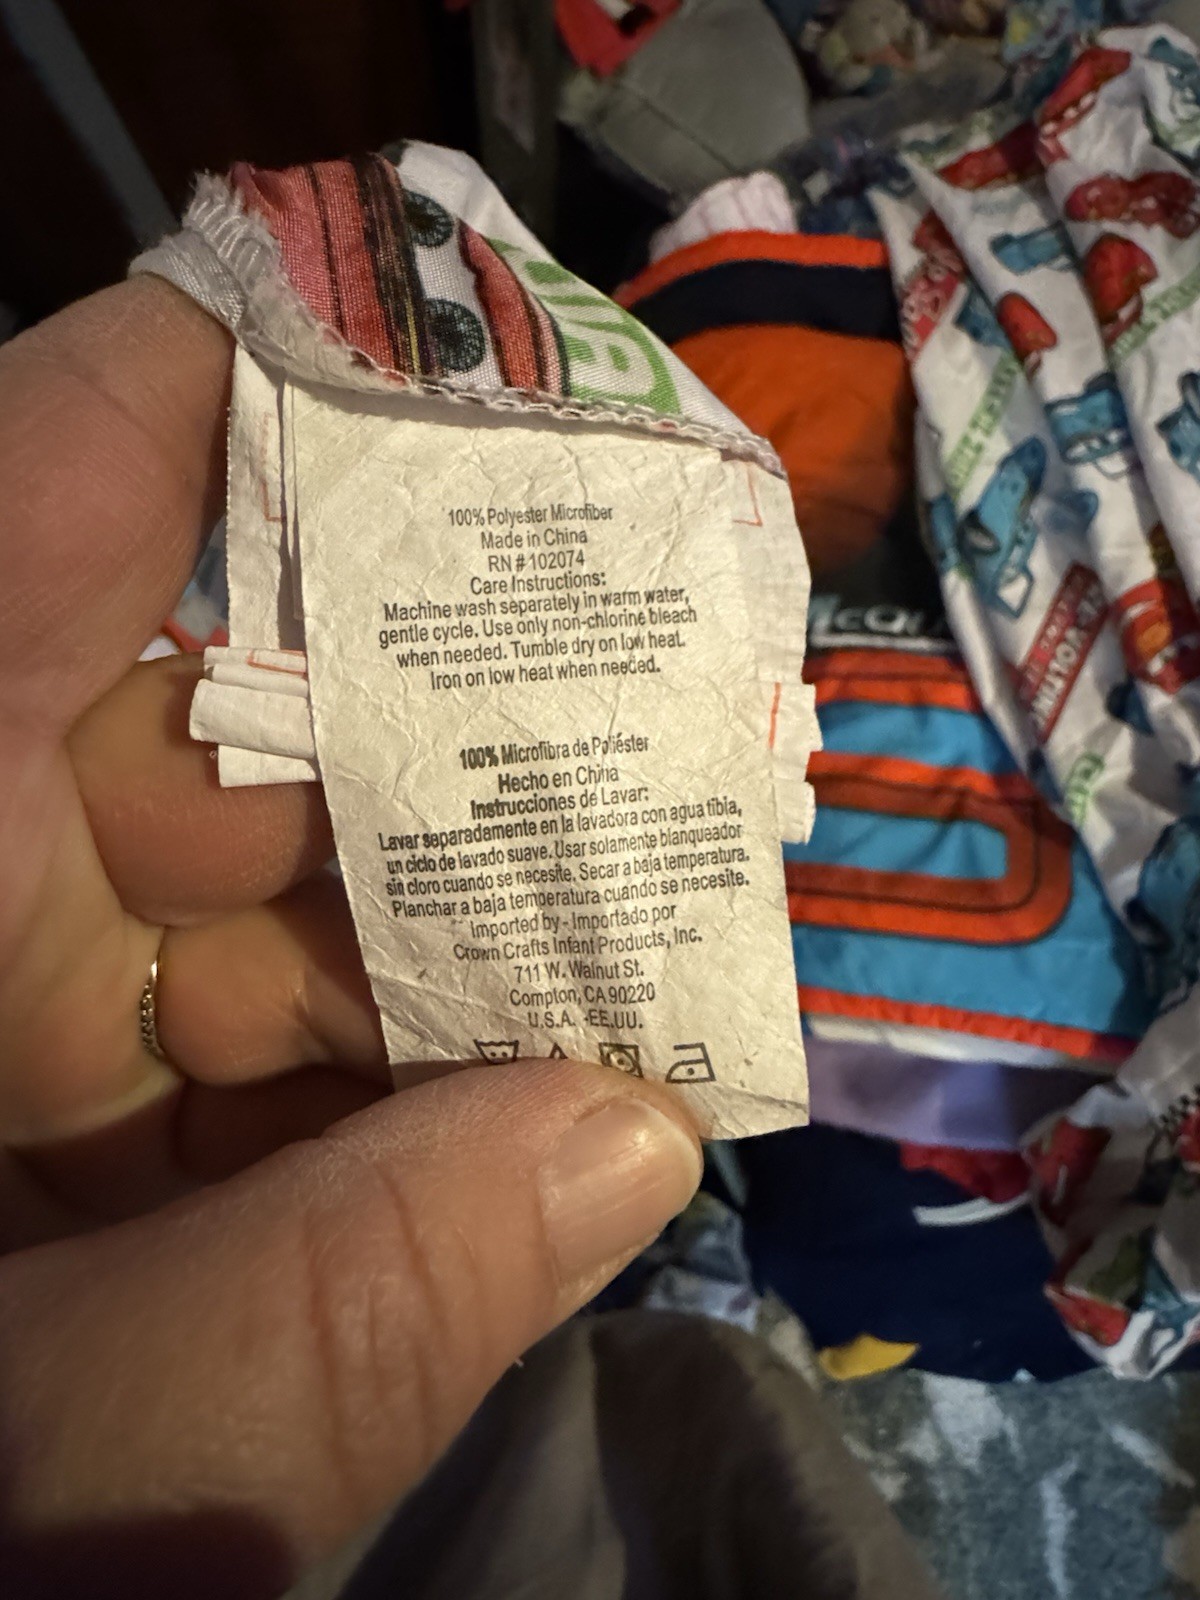 100% Polyester Microfiber
Made in China
RN # 102074
Care Instructions:
Machine wash separately in warm water,
gentle cycle. Use only non-chlorine bleach
when needed. Tumble dry on low heat.
Iron on low heat when needed.
100% Microfibra de Poliéster
Hecho en China
Instrucciones de Lavar:
Lavar separadamente en la lavadora con agua tibia,
un ciclo de lavado suave. Usar solamente blanqueador
sin cloro cuando se necesite. Secar a baja temperatura.
Planchar a baja temperatura cuando se necesite.
Imported by - Importado por
Crown Crafts Infant Products, Inc.
711 W. Walnut St.
Compton, CA 90220
U.S.A. -EE.UU.